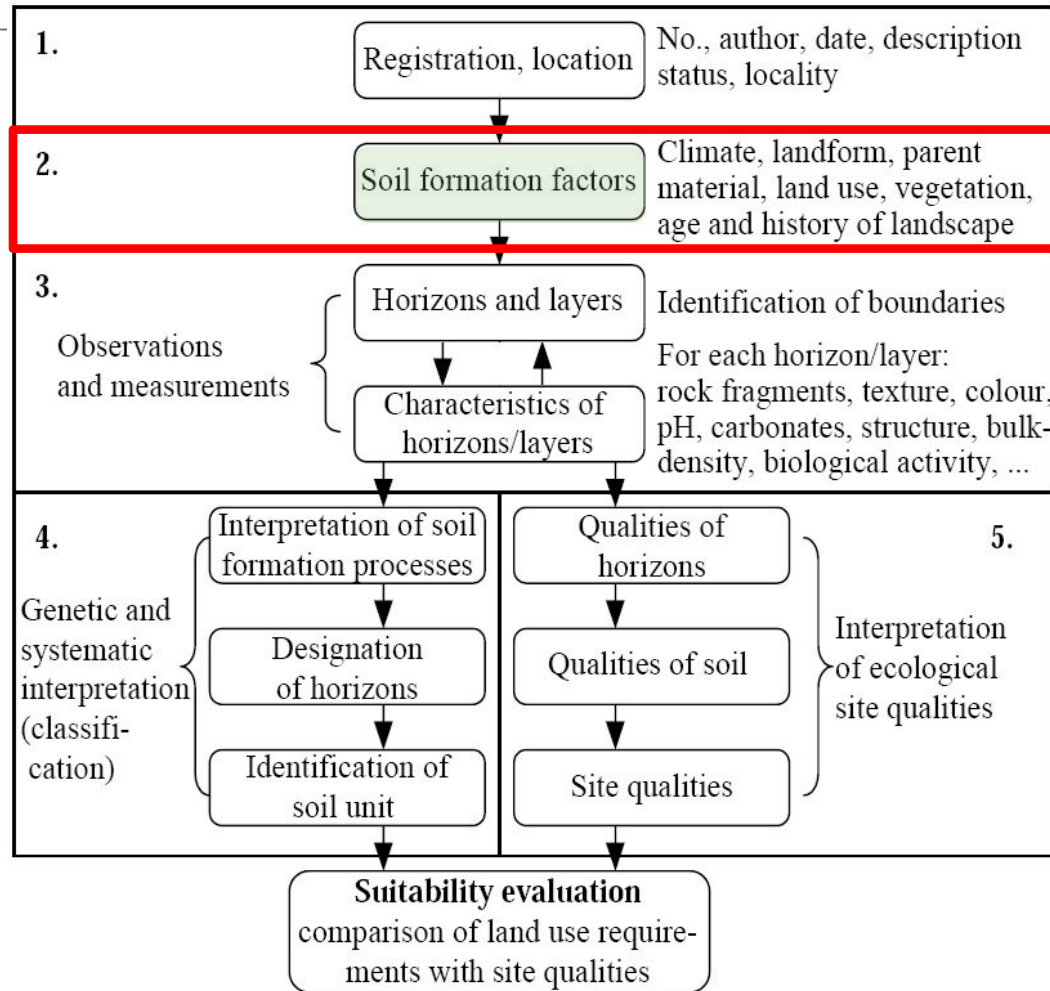 1.
Registration, location
No., author, date, description
status, locality
2.
Soil formation factors
Climate, landform, parent
material, land use, vegetation,
age and history of landscape
3.
Observations
and measurements
Horizons and layers
Identification of boundaries
Characteristics of
horizons/layers
For each horizon/layer:
rock fragments, texture, colour,
pH, carbonates, structure, bulk-
density, biological activity, ...
4.
Genetic and
systematic
interpretation
(classifi-
cation)
Interpretation of soil
formation processes
Designation
of horizons
Identification of
soil unit
5.
Qualities of
horizons
Qualities of soil
Site qualities
Interpretation
of ecological
site qualities
Suitability evaluation
comparison of land use require-
ments with site qualities